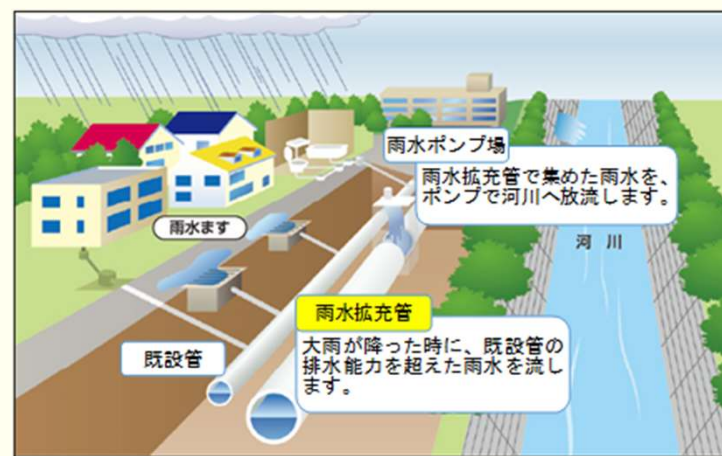 雨水ポンプ場
雨水拡充管で集めた雨水を、
ポンプで河川へ放流します。
雨水ます
河 川
雨水拡充管
大雨が降った時に、既設管の
排水能力を超えた雨水を流し
ます。
既設管